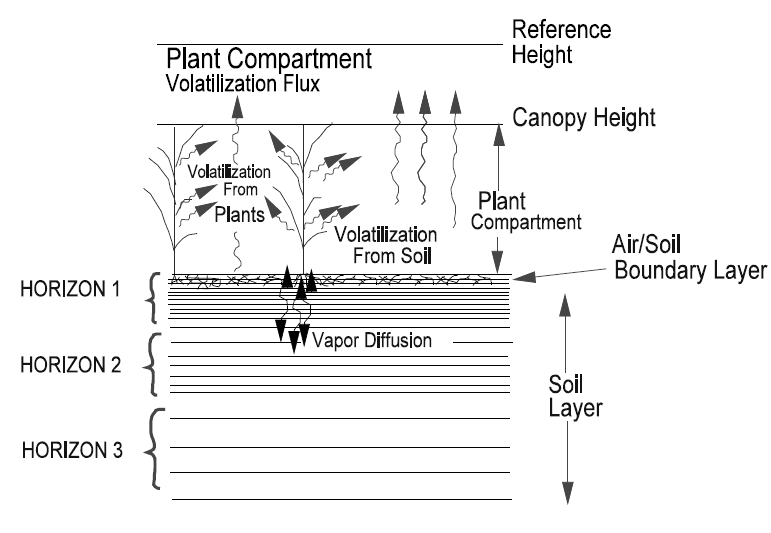 Reference
Height
Plant Compartment
Volatilization Flux
Canopy Height
Volatilization
From
Plants
Plant
Compartment
Volatilization
From Soil
Air/Soil
Boundary Layer
HORIZON 1
Vapor Diffusion
HORIZON 2
Soil
Layer
HORIZON 3